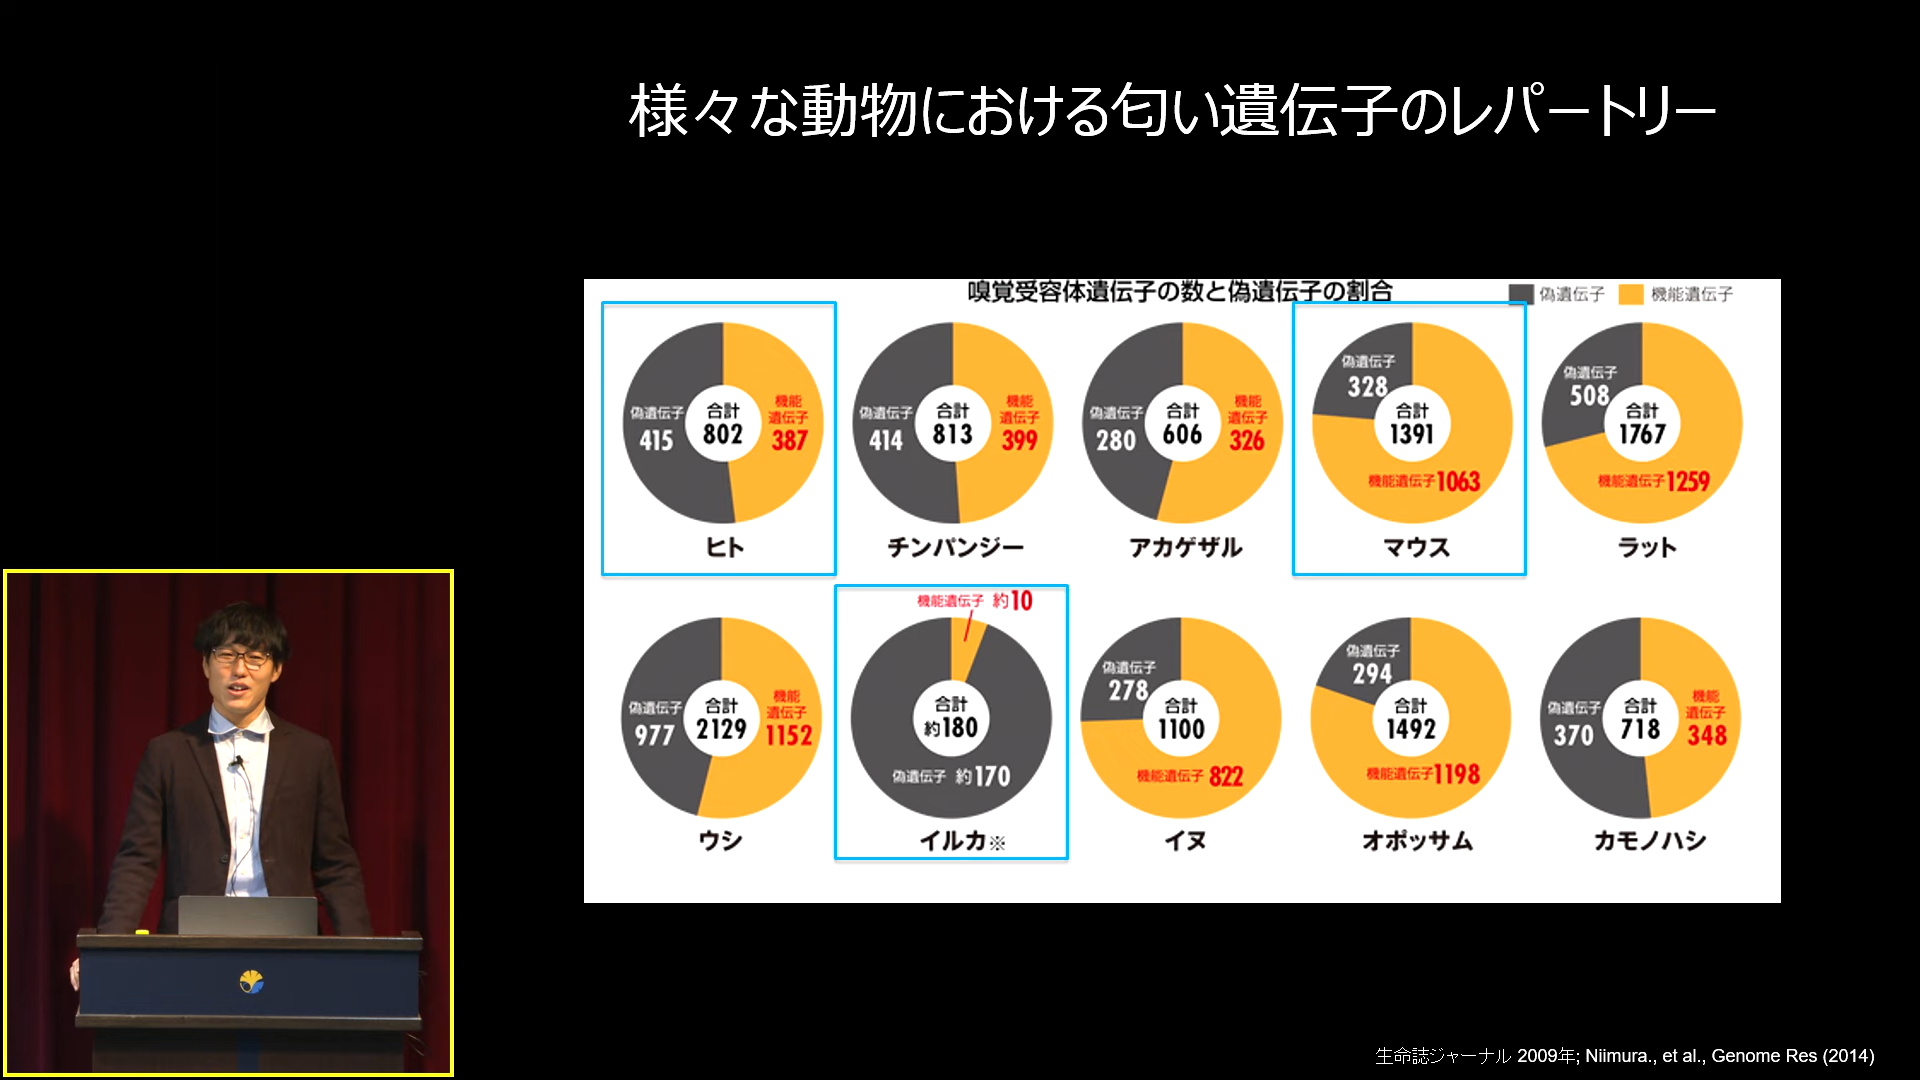 様々な動物における匂い遺伝子のレパートリー
嗅覚受容体遺伝子の数と偽遺伝子の割合
偽遺伝子 機能遺伝子
偽遺伝子
415
合計
802
機能
遺伝子
387
ヒト
偽遺伝子
414
合計
813
機能
遺伝子
399
チンパンジー
偽遺伝子
280
合計
606
機能
遺伝子
326
アカゲザル
偽遺伝子
328
合計
1391
機能遺伝子1063
マウス
偽遺伝子
508
合計
1767
機能遺伝子1259
ラット
偽遺伝子
977
合計
2129
機能
遺伝子
1152
ウシ
機能遺伝子 約10
合計
約180
偽遺伝子 約170
イルカ※
偽遺伝子
278
合計
1100
機能遺伝子 822
イヌ
偽遺伝子
294
合計
1492
機能遺伝子1198
オポッサム
偽遺伝子
370
合計
718
機能
遺伝子
348
カモノハシ
生命誌ジャーナル 2009年; Niimura., et al., Genome Res (2014)